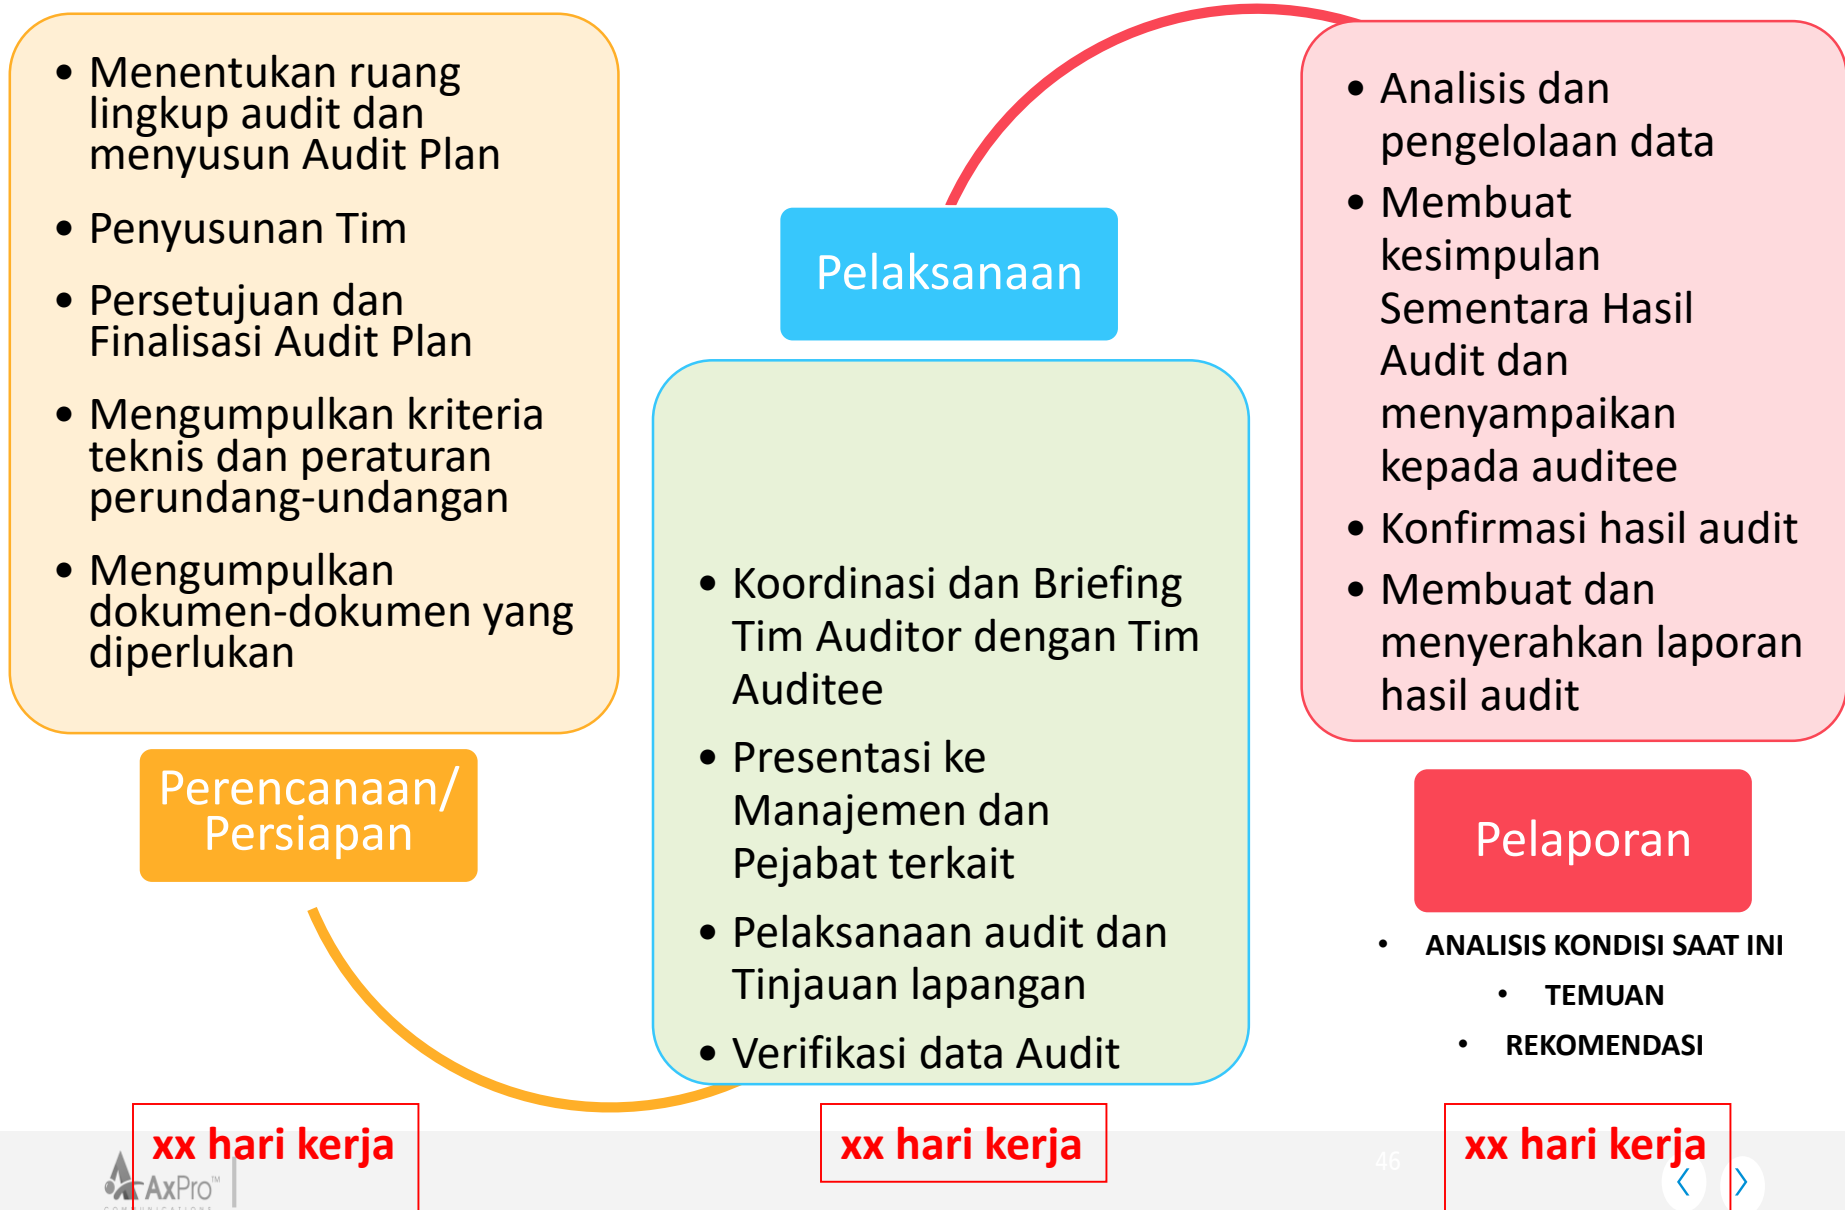 • Menentukan ruang
lingkup audit dan
menyusun Audit Plan
• Penyusunan Tim
• Persetujuan dan
Finalisasi Audit Plan
• Mengumpulkan kriteria
teknis dan peraturan
perundang-undangan
• Mengumpulkan
dokumen-dokumen yang
diperlukan
Perencanaan/
Persiapan
xx hari kerja
Pelaksanaan
• Koordinasi dan Briefing
Tim Auditor dengan Tim
Auditee
• Presentasi ke
Manajemen dan
Pejabat terkait
• Pelaksanaan audit dan
Tinjauan lapangan
• Verifikasi data Audit
xx hari kerja
• Analisis dan
pengelolaan data
• Membuat
kesimpulan
Sementara Hasil
Audit dan
menyampaikan
kepada auditee
• Konfirmasi hasil audit
• Membuat dan
menyerahkan laporan
hasil audit
Pelaporan
• ANALISIS KONDISI SAAT INI
• TEMUAN
• REKOMENDASI
xx hari kerja
46
AxPro™
COMMUNICATIONS